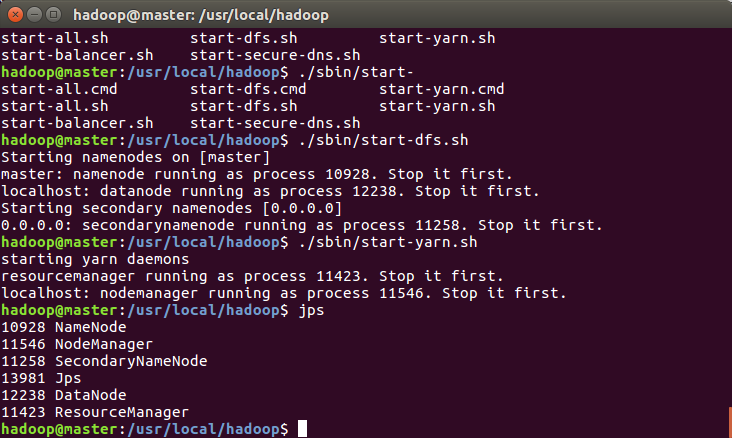 hadoop@master: /usr/local/hadoop
start-all.sh start-dfs.sh start-yarn.sh
start-balancer.sh start-secure-dns.sh
hadoop@master:/usr/local/hadoop$ ./sbin/start-
start-all.cmd start-dfs.cmd start-yarn.cmd
start-all.sh start-dfs.sh start-yarn.sh
start-balancer.sh start-secure-dns.sh
hadoop@master:/usr/local/hadoop$ ./sbin/start-dfs.sh
Starting namenodes on [master]
master: namenode running as process 10928. Stop it first.
localhost: datanode running as process 12238. Stop it first.
Starting secondary namenodes [0.0.0.0]
0.0.0.0: secondarynamenode running as process 11258. Stop it first.
hadoop@master:/usr/local/hadoop$ ./sbin/start-yarn.sh
starting yarn daemons
resourcemanager running as process 11423. Stop it first.
localhost: nodemanager running as process 11546. Stop it first.
hadoop@master:/usr/local/hadoop$ jps
10928 NameNode
11546 NodeManager
11258 SecondaryNameNode
13981 Jps
12238 DataNode
11423 ResourceManager
hadoop@master:/usr/local/hadoop$